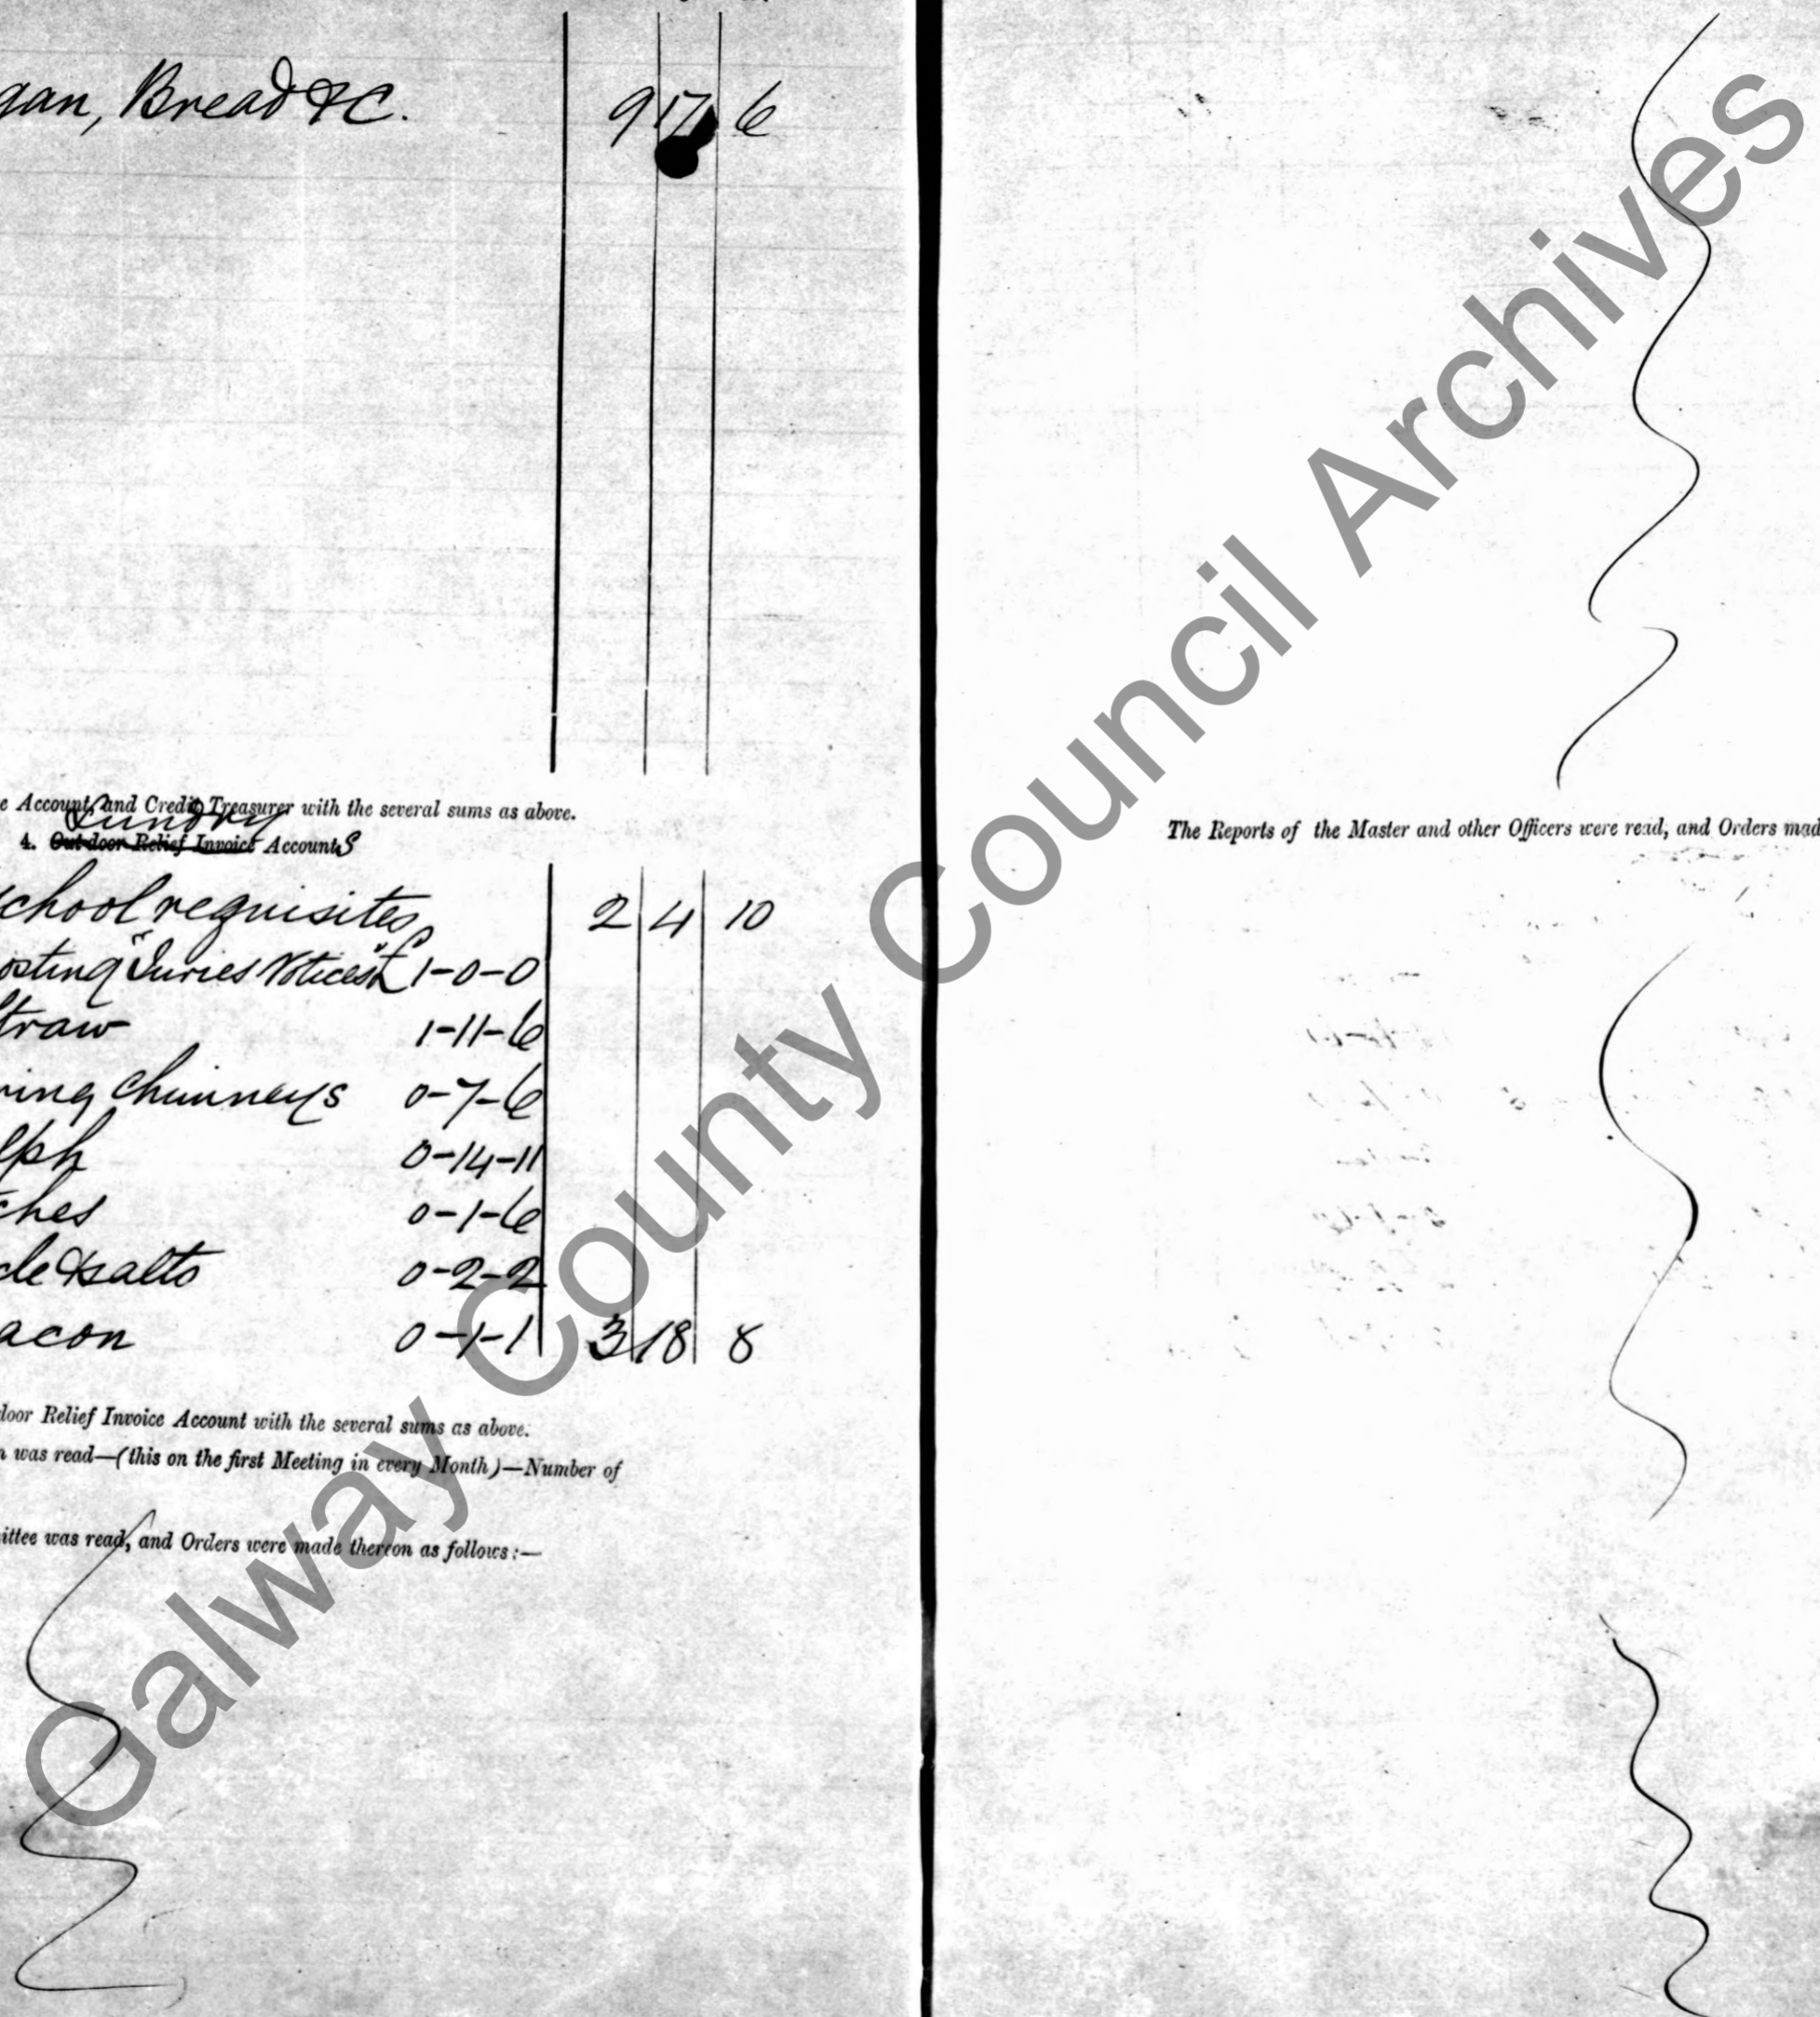 gan, Bread &C. 9 17 6
e Account, and Credit Treasurer with the several sums as above.
Sundry
4. Out-door Relief Invoice Accounts
chool requisites 2 4 10
osting "Juries Notices" £1-0-0
traw 1-11-6
ing Chimneys 0-7-6
lph 0-14-11
ches 0-1-6
cle & salts 0-2-2
acon 0-1-1 3 18 8
door Relief Invoice Account with the several sums as above.
n was read—(this on the first Meeting in every Month)—Number of
ittee was read, and Orders were made thereon as follows:—
The Reports of the Master and other Officers were read, and Orders mad
Galway County Council Archives